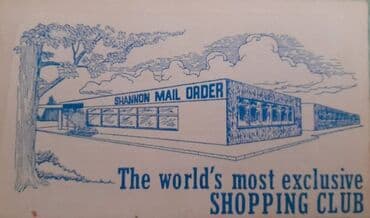 SHANNON MAIL ORDER
The world's most exclusive
SHOPPING CLUB